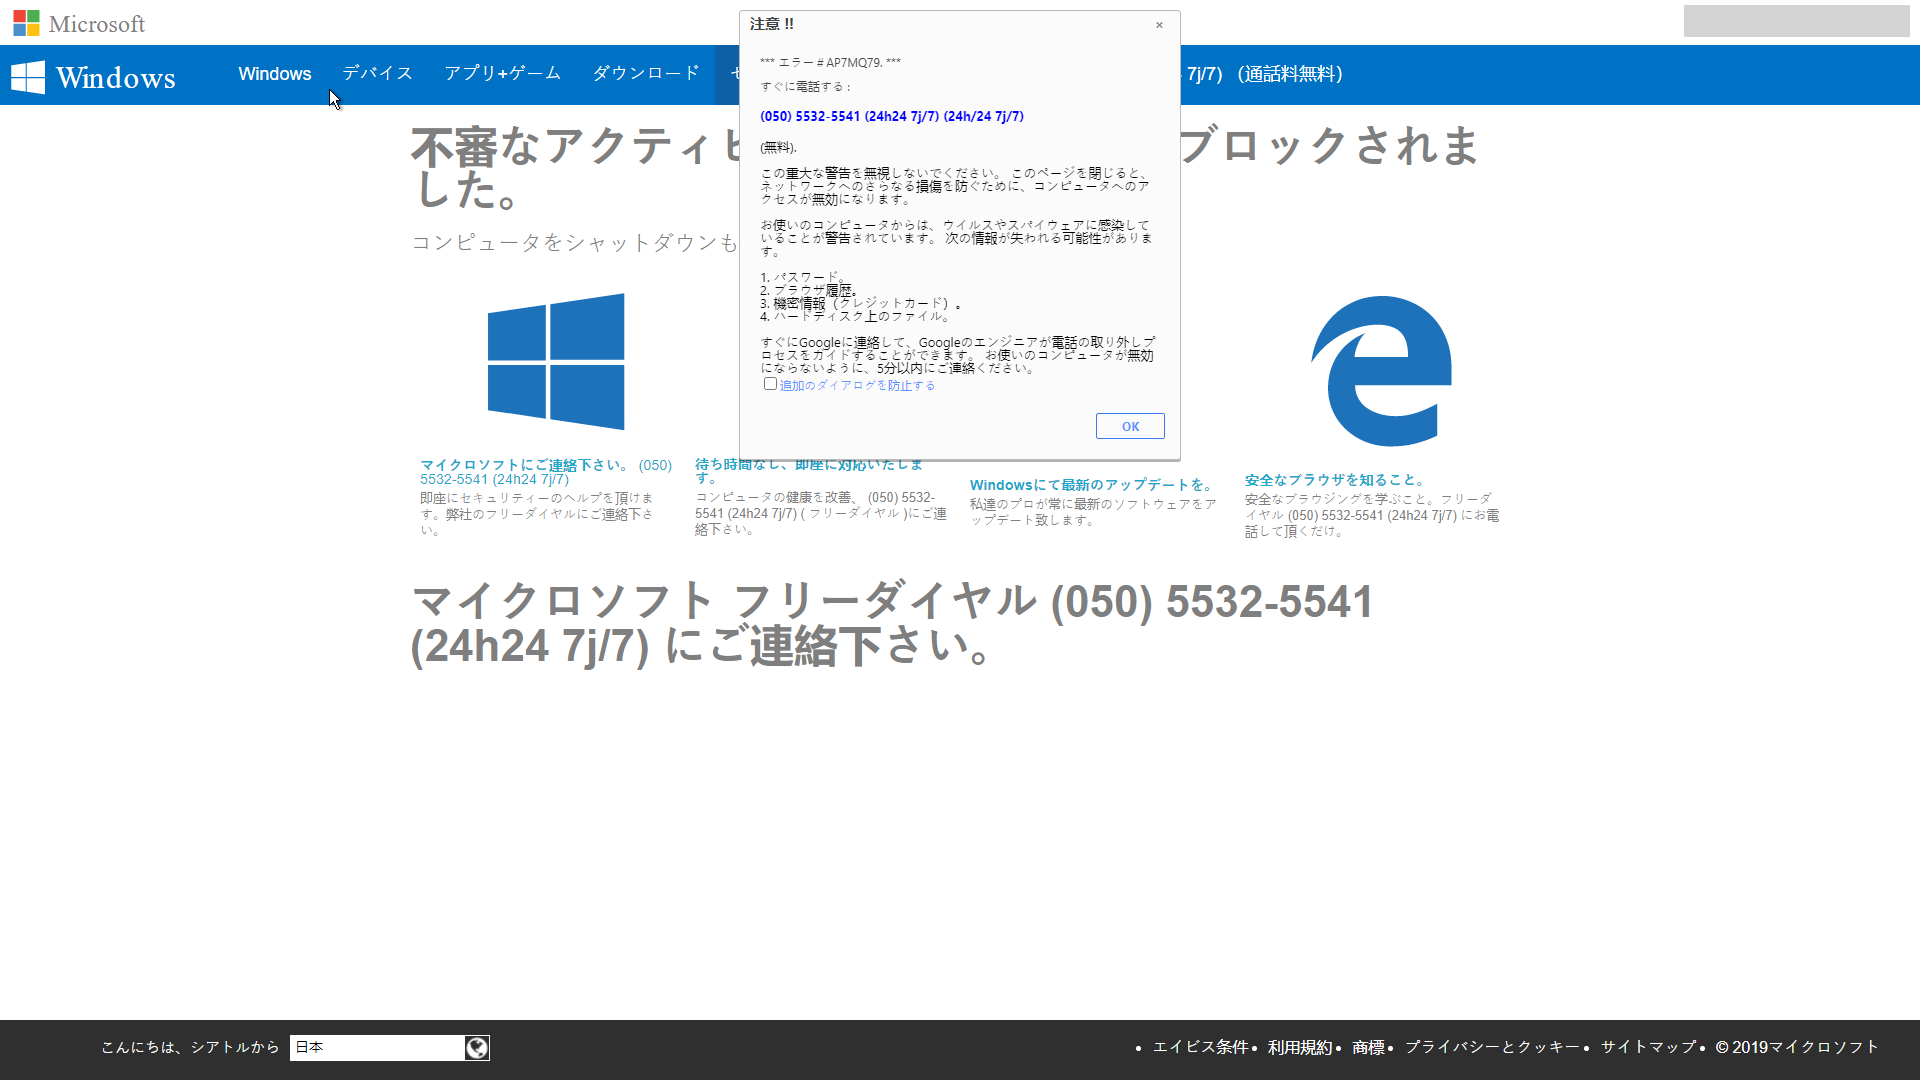 Microsoft
Windows
Windows デバイス アプリ+ゲーム ダウンロード
7j/7) （通話料無料）
注意 !!
×
*** エラー # AP7MQ79. ***
すぐに電話する :
(050) 5532-5541 (24h24 7j/7) (24h/24 7j/7)
(無料).
この重大な警告を無視しないでください。 このページを閉じると、
ネットワークへのさらなる損傷を防ぐために、コンピュータへのア
クセスが無効になります。
お使いのコンピュータからは、ウイルスやスパイウェアに感染して
いることが警告されています。 次の情報が失われる可能性がありま
す。
1. パスワード。
2. ブラウザ履歴。
3. 機密情報（クレジットカード）。
4. ハードディスク上のファイル。
すぐにGoogleに連絡して、Googleのエンジニアが電話の取り外しプ
ロセスをガイドすることができます。 お使いのコンピュータが無効
にならないように、5分以内にご連絡ください。
追加のダイアログを防止する
OK
不審なアクティビ
ブロックされま
した。
コンピュータをシャットダウンも
マイクロソフトにご連絡下さい。 (050)
5532-5541 (24h24 7j/7)
即座にセキュリティーのヘルプを頂けま
す。弊社のフリーダイヤルにご連絡下さ
い。
待ち時間なし、即座に対応いたしま
す。
コンピュータの健康を改善、 (050) 5532-
5541 (24h24 7j/7) ( フリーダイヤル )にご連
絡下さい。
Windowsにて最新のアップデートを。
私達のプロが常に最新のソフトウェアをア
ップデート致します。
安全なブラウザを知ること。
安全なブラウジングを学ぶこと。フリーダ
イヤル (050) 5532-5541 (24h24 7j/7) にお電
話して頂くだけ。
マイクロソフト フリーダイヤル (050) 5532-5541
(24h24 7j/7) にご連絡下さい。
こんにちは、シアトルから 日本
• エイビス条件 • 利用規約 • 商標 • プライバシーとクッキー • サイトマップ • © 2019マイクロソフト